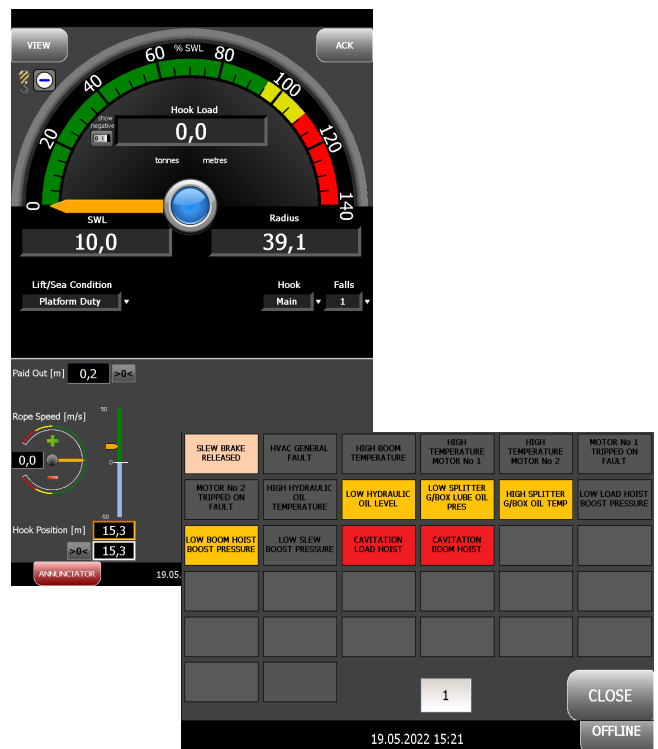 VIEW
ACK
0
20
40
60
% SWL
80
100
120
140
Hook Load
show
negative
0,0
tonnes metres
SWL
Radius
10,0
39,1
Lift/Sea Condition
Hook
Falls
Platform Duty
Main
1
Paid Out [m]
0,2
>0<
Rope Speed [m/s]
50
0,0
0
-50
Hook Position [m]
15,3
>0<
15,3
ANNUNCIATOR
19.05.
SLEW BRAKE
RELEASED
HVAC GENERAL
FAULT
HIGH BOOM
TEMPERATURE
HIGH
TEMPERATURE
MOTOR No 1
HIGH
TEMPERATURE
MOTOR No 2
MOTOR No 1
TRIPPED ON
FAULT
MOTOR No 2
TRIPPED ON
FAULT
HIGH HYDRAULIC
OIL
TEMPERATURE
LOW HYDRAULIC
OIL LEVEL
LOW SPLITTER
G/BOX LUBE OIL
PRES
HIGH SPLITTER
G/BOX OIL TEMP
LOW LOAD HOIST
BOOST PRESSURE
LOW BOOM HOIST
BOOST PRESSURE
LOW SLEW
BOOST PRESSURE
CAVITATION
LOAD HOIST
CAVITATION
BOOM HOIST
1
CLOSE
19.05.2022 15:21
OFFLINE